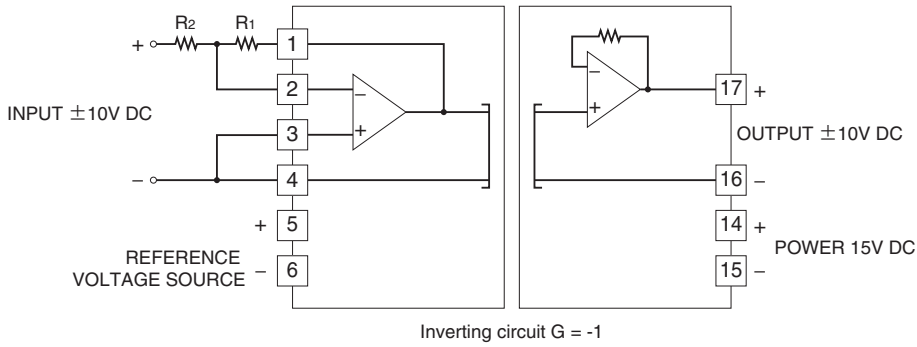 R2 R1
+ 1
2 −
INPUT ±10V DC
3 +
− 4
+ 5
REFERENCE
VOLTAGE SOURCE − 6
−
+
17 +
OUTPUT ±10V DC
16 −
14 +
POWER 15V DC
15 −
Inverting circuit G = -1